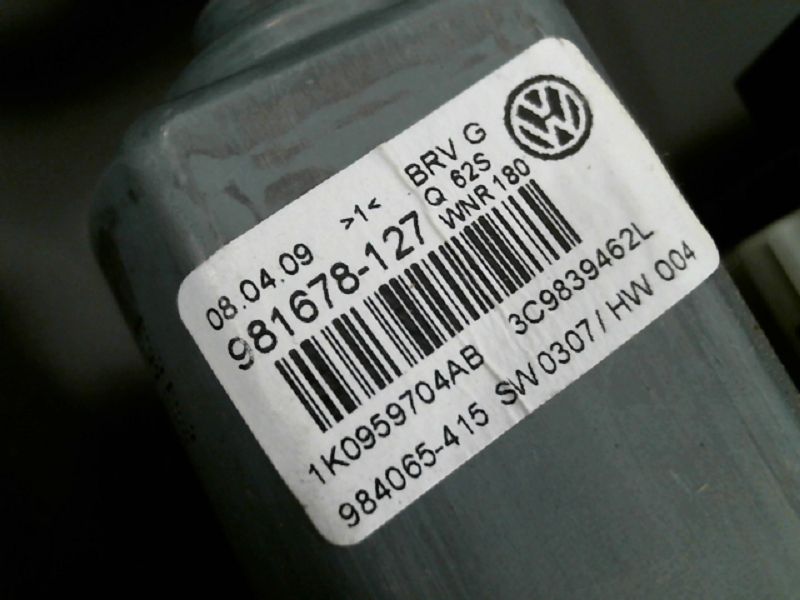 08.04.09 >1< BRV G
981678-127 Q 62S
WNR 180
1K0959704AB 3C9839462L
984065-415 SW0307/ HW 004